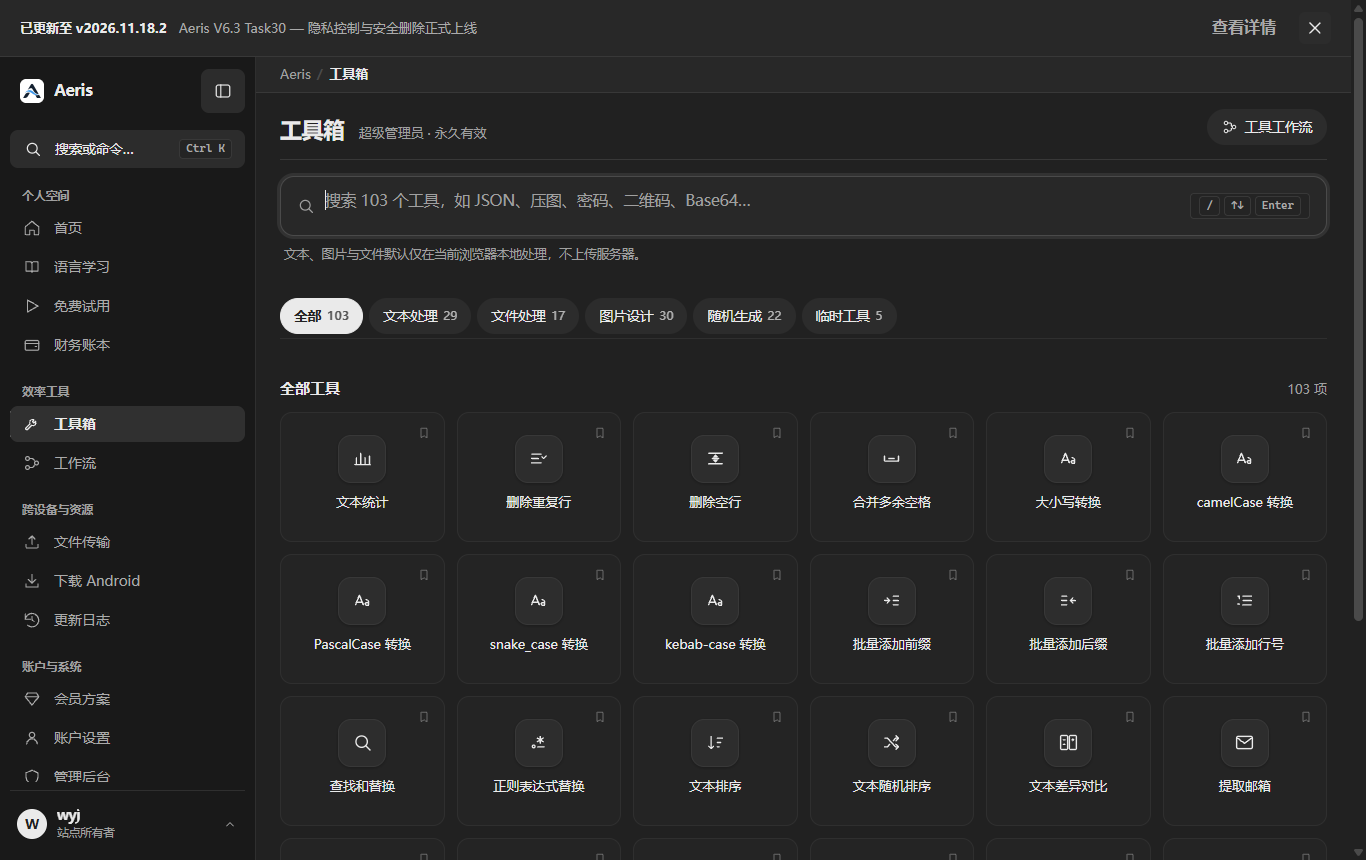 已更新至 v2026.11.18.2 Aeris V6.3 Task30 — 隐私控制与安全删除正式上线 查看详情
Aeris
搜索或命令... Ctrl K
个人空间
首页
语言学习
免费试用
财务账本
效率工具
工具箱
工作流
跨设备与资源
文件传输
下载 Android
更新日志
账户与系统
会员方案
账户设置
管理后台
W wyj
站点所有者
Aeris / 工具箱
工具箱 超级管理员 · 永久有效 工具工作流
搜索 103 个工具，如 JSON、压图、密码、二维码、Base64... / ↑↓ Enter
文本、图片与文件默认仅在当前浏览器本地处理，不上传服务器。
全部 103 文本处理 29 文件处理 17 图片设计 30 随机生成 22 临时工具 5
全部工具 103 项
文本统计 删除重复行 删除空行 合并多余空格 大小写转换 camelCase 转换
PascalCase 转换 snake_case 转换 kebab-case 转换 批量添加前缀 批量添加后缀 批量添加行号
查找和替换 正则表达式替换 文本排序 文本随机排序 文本差异对比 提取邮箱